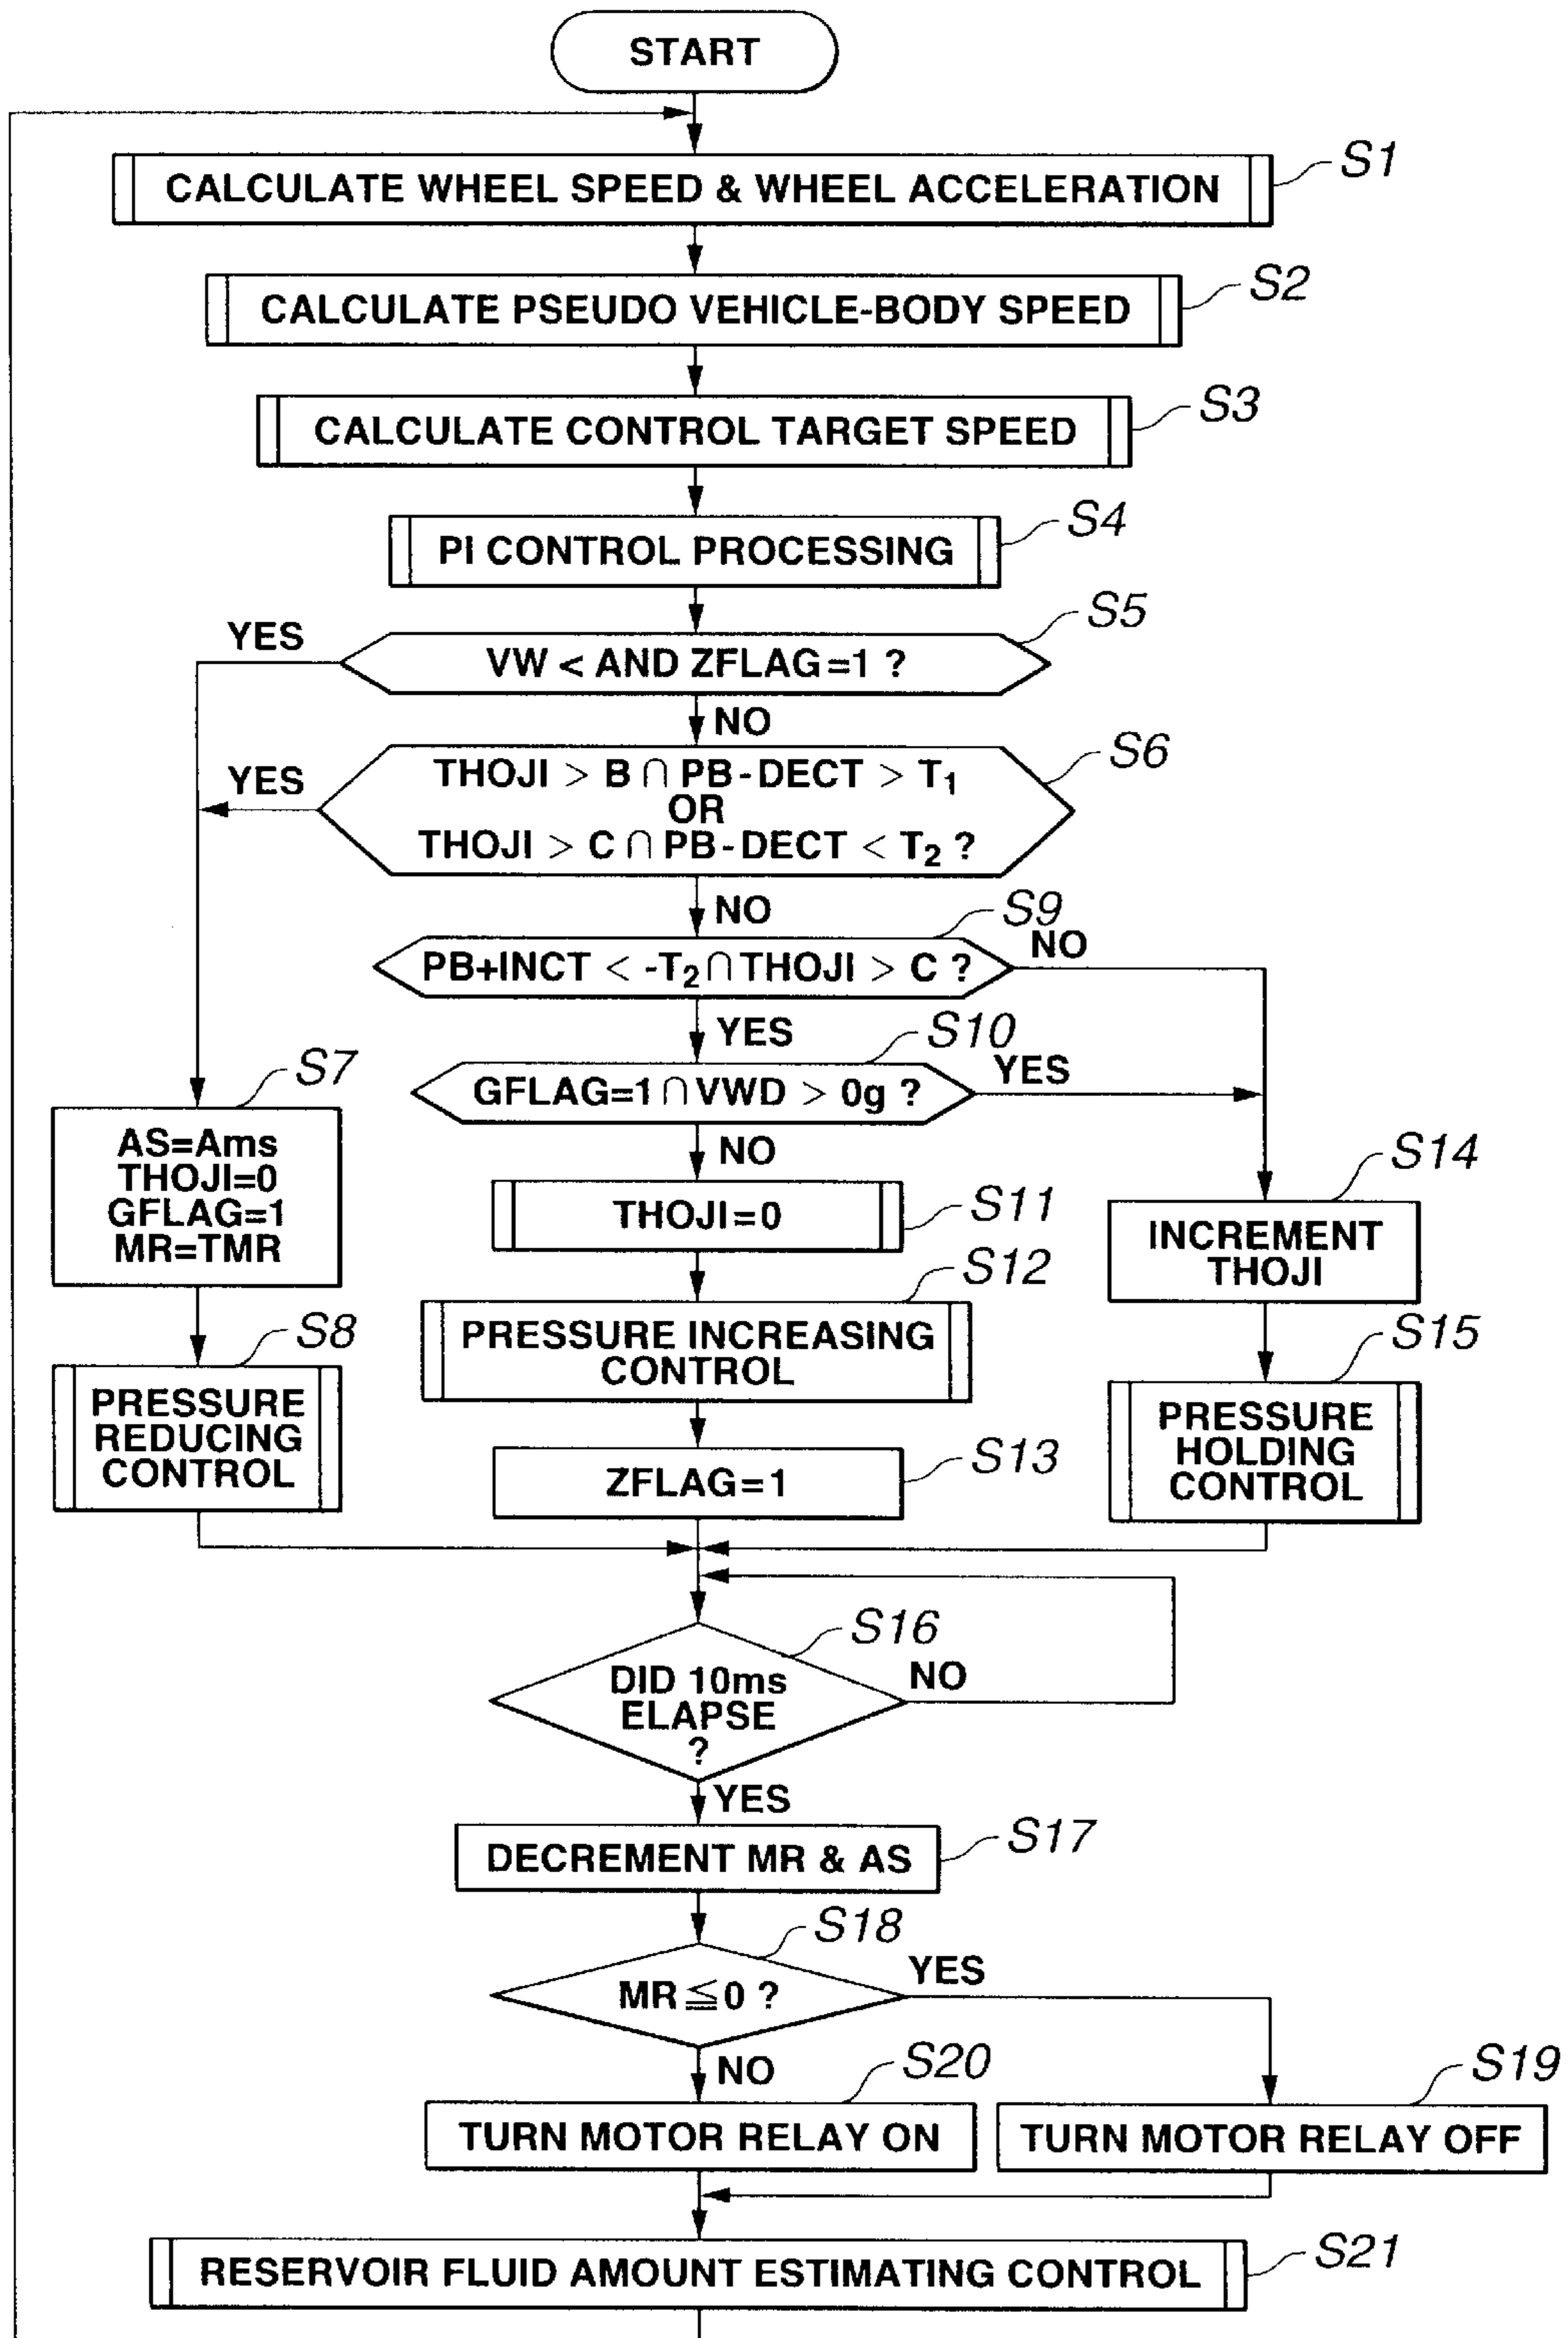 START
CALCULATE WHEEL SPEED & WHEEL ACCELERATION
S1
CALCULATE PSEUDO VEHICLE-BODY SPEED
S2
CALCULATE CONTROL TARGET SPEED
S3
PI CONTROL PROCESSING
S4
VW < AND ZFLAG=1 ?
S5
YES
NO
THOJI > B ∩ PB-DECT > T1
OR
THOJI > C ∩ PB-DECT < T2 ?
S6
YES
NO
PB+INCT < -T2 ∩ THOJI > C ?
S9
NO
YES
GFLAG=1 ∩ VWD > 0g ?
S10
YES
NO
S7
AS=Ams
THOJI=0
GFLAG=1
MR=TMR
THOJI=0
S11
S14
INCREMENT
THOJI
S8
PRESSURE
REDUCING
CONTROL
S12
PRESSURE INCREASING
CONTROL
S15
PRESSURE
HOLDING
CONTROL
ZFLAG=1
S13
S16
DID 10ms
ELAPSE
?
NO
YES
DECREMENT MR & AS
S17
S18
MR ≦ 0 ?
YES
NO
S20
TURN MOTOR RELAY ON
S19
TURN MOTOR RELAY OFF
RESERVOIR FLUID AMOUNT ESTIMATING CONTROL
S21